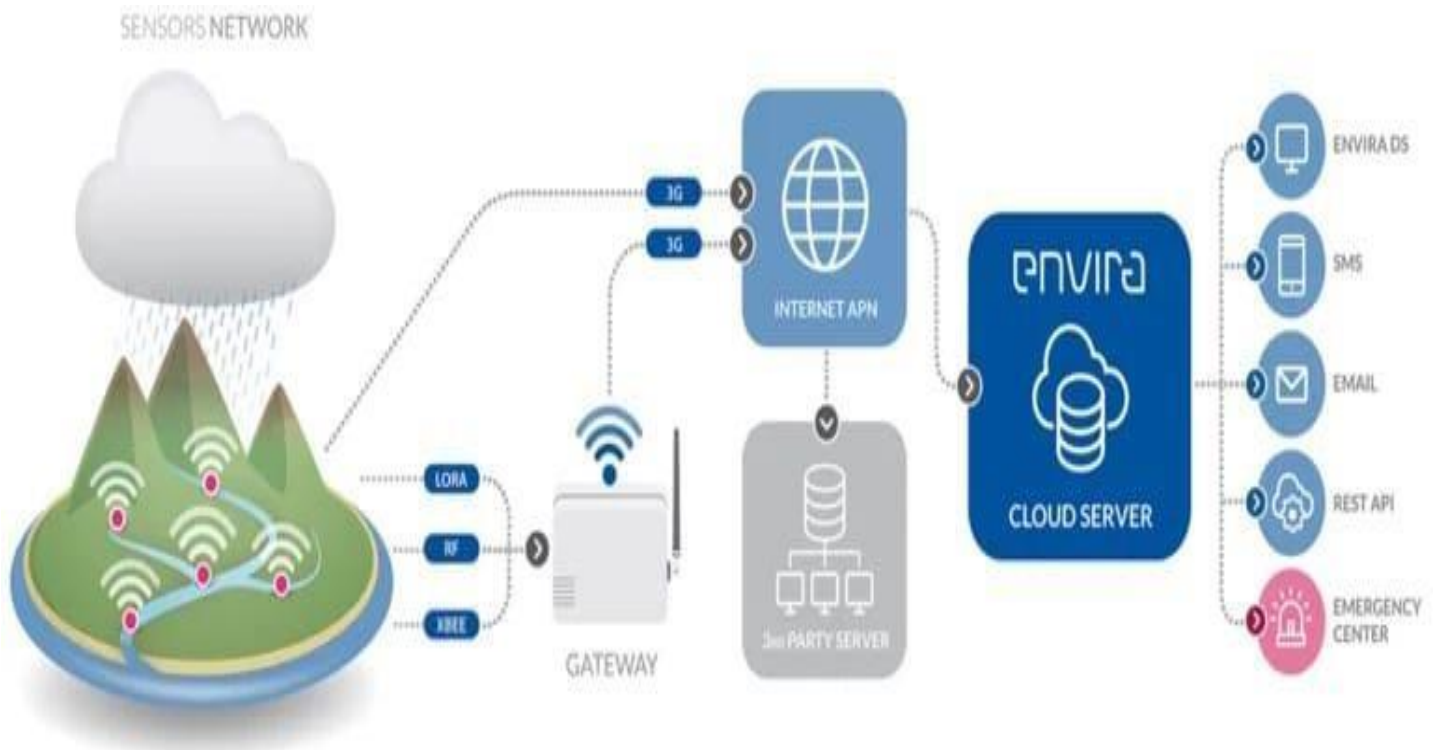 SENSORS NETWORK
3G
3G
INTERNET APN
LORA
RF
XBEE
GATEWAY
3RD PARTY SERVER
envira
CLOUD SERVER
ENVIRA DS
SMS
EMAIL
REST API
EMERGENCY
CENTER